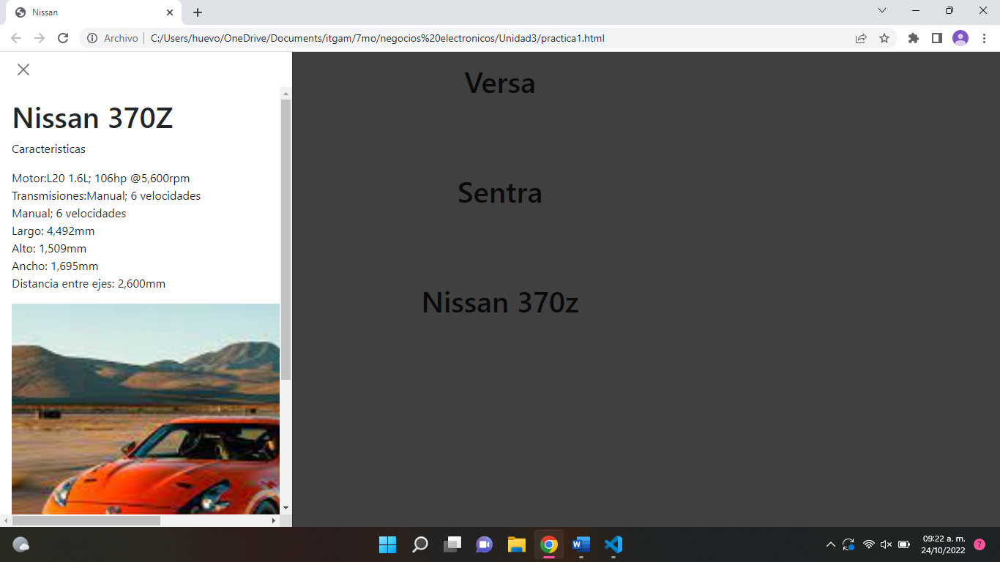 Nissan
Archivo
C:/Users/huevo/OneDrive/Documents/itgam/7mo/negocios%20electronicos/Unidad3/practica1.html
Nissan 370Z
Caracteristicas
Motor:L20 1.6L; 106hp @5,600rpm
Transmisiones:Manual; 6 velocidades
Manual; 6 velocidades
Largo: 4,492mm
Alto: 1,509mm
Ancho: 1,695mm
Distancia entre ejes: 2,600mm
Versa
Sentra
Nissan 370z
09:22 a. m.
24/10/2022
7